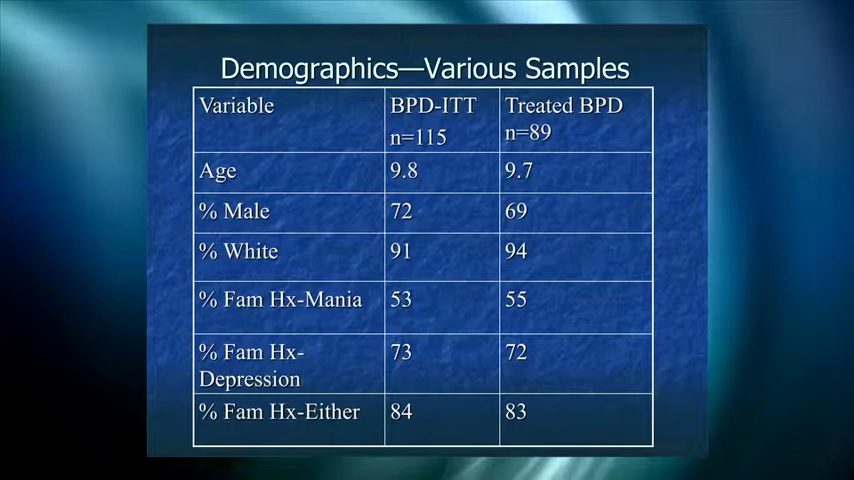 Demographics—Various Samples
Variable
BPD-ITT
n=115
Treated BPD
n=89
Age
9.8
9.7
% Male
72
69
% White
91
94
% Fam Hx-Mania
53
55
% Fam Hx-
Depression
73
72
% Fam Hx-Either
84
83